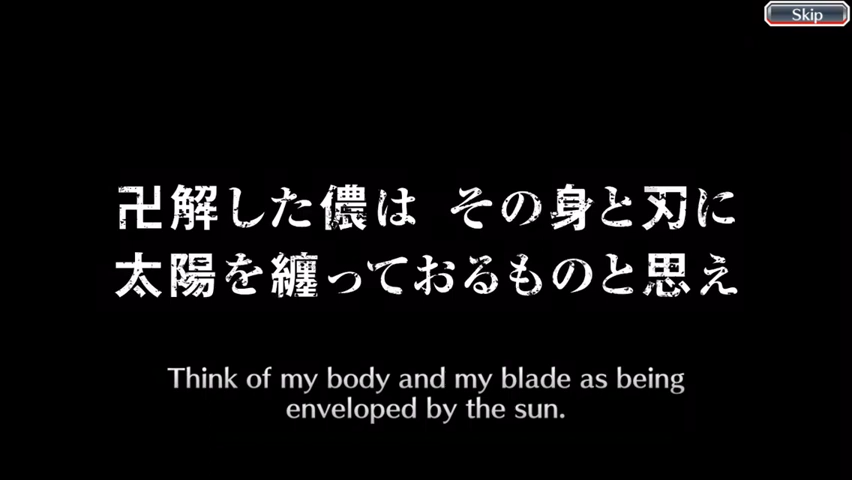 Skip
卍解した儂は その身と刃に
太陽を纏っておるものと思え
Think of my body and my blade as being
enveloped by the sun.